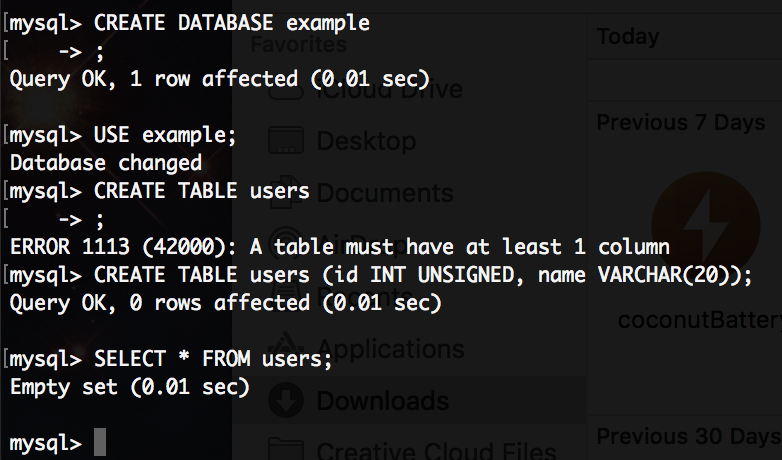 [mysql> CREATE DATABASE example
[    -> ;
Query OK, 1 row affected (0.01 sec)
[mysql> USE example;
Database changed
[mysql> CREATE TABLE users
[    -> ;
ERROR 1113 (42000): A table must have at least 1 column
[mysql> CREATE TABLE users (id INT UNSIGNED, name VARCHAR(20));
Query OK, 0 rows affected (0.01 sec)
[mysql> SELECT * FROM users;
Empty set (0.01 sec)
mysql>
Favorites
iCloud Drive
Desktop
Documents
AirDrop
Recents
Applications
Downloads
Creative Cloud Files
Today
Previous 7 Days
coconutBattery
Previous 30 Days